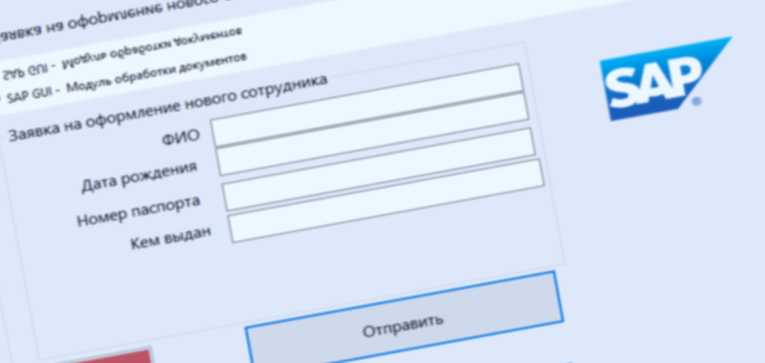 Заявка на оформление нового
SAP GUI - Модуль обработки документов
SAP GUI - Модуль обработки документов
Заявка на оформление нового сотрудника
ФИО
Дата рождения
Номер паспорта
Кем выдан
Отправить
SAP®